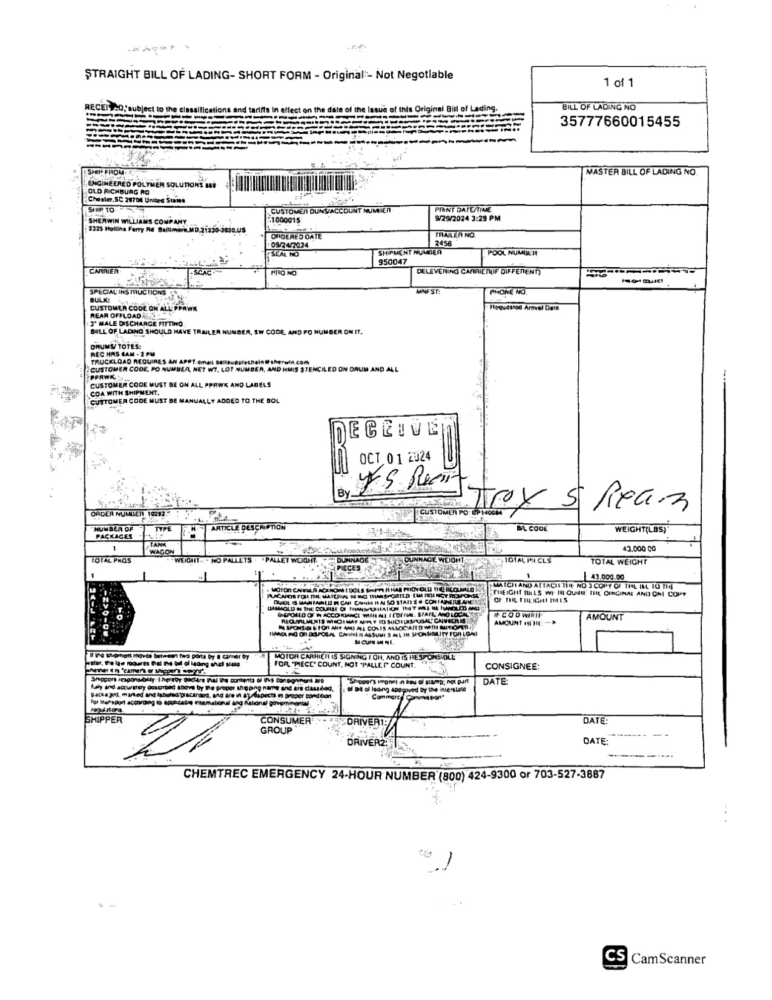 STRAIGHT BILL OF LADING- SHORT FORM - Original - Not Negotiable
1 of 1
BILL OF LADING NO
35777660015455
subject to the classifications and tariffs in effect on the date of the issue of this Original Bill of Lading.
SHIP FROM
ENGINEERED POLYMER SOLUTIONS
OLD RICHBURG RD
Chester,SC 29706 United States
MASTER BILL OF LADING NO.
SHIP TO
SHERWIN WILLIAMS COMPANY
2325 Hollins Ferry Rd Baltimore,MD,21230-3030,US
CUSTOMER DUNS/ACCOUNT NUMBER
1000015
PRINT DATE/TIME
9/29/2024 3:29 PM
ORDERED DATE
09/24/2024
TRAILER NO.
2456
SEAL NO
SHIPMENT NUMBER
950047
POOL NUMBER
CARRIER
SCAC
PRO NO.
DELEVERING CARRIER(IF DIFFERENT)
FREIGHT COLLECT
SPECIAL INSTRUCTIONS
MNFST:
PHONE NO.
BULK:
Requested Arrival Date
CUSTOMER CODE ON ALL PPRWK
REAR OFFLOAD
3" MALE DISCHARGE FITTING
BILL OF LADING SHOULD HAVE TRAILER NUMBER, SW CODE, AND PO NUMBER ON IT.
DRUMS/ TOTES:
REC HRS 6AM - 2 PM
TRUCKLOAD REQUIRES AN APPT.email baltsupplychain@sherwin.com
CUSTOMER CODE, PO NUMBER, NET WT, LOT NUMBER, AND HMIS STENCILED ON DRUM AND ALL
PPRWK.
CUSTOMER CODE MUST BE ON ALL PPRWK AND LABELS
COA WITH SHIPMENT.
CUSTOMER CODE MUST BE MANUALLY ADDED TO THE BOL
RECEIVED
OCT 01 2024
By
ORDER NUMBER 10292
CUSTOMER PO:
NUMBER OF PACKAGES
TYPE
H M
ARTICLE DESCRIPTION
B/L CODE
WEIGHT(LBS)
1
TANK WAGON
43,000.00
TOTAL PKGS
WEIGHT
NO PALLETS
PALLET WEIGHT
DUNNAGE PIECES
DUNNAGE WEIGHT
TOTAL PIECES
TOTAL WEIGHT
1
1
43,000.00
MAIL FRT
INVOICE
TO
MOTOR CARRIER ACKNOWLEDGES SHIPPER HAS PROVIDED THE REQUIRED
PLACARDS FOR THE MATERIAL BEING TRANSPORTED. EMERGENCY RESPONSE
GUIDE IS MAINTAINED IN CAB. CARRIER ALSO STATES IF CONTAINERS ARE
DAMAGED IN THE COURSE OF TRANSPORTATION, THEY WILL BE HANDLED AND
DISPOSED OF IN ACCORDANCE WITH ALL FEDERAL, STATE, AND LOCAL
REQUIREMENTS WHICH MAY APPLY TO SUCH DISPOSAL. CARRIER IS
RESPONSIBLE FOR ANY AND ALL COSTS ASSOCIATED WITH IMPROPER
HANDLING OR DISPOSAL. CARRIER ASSUMES ALL RESPONSIBILITY FOR LOAD
SECUREMENT.
MATCH AND ATTACH THE NO 3 COPY OF THE B/L TO THE
FREIGHT BILLS WE REQUIRE THE ORIGINAL AND ONE COPY
OF THE FREIGHT BILLS
IF C O D WRITE
AMOUNT HERE --->
AMOUNT
If the shipment moves between two ports by a carrier by
water, the law requires that the bill of lading shall state
whether it is "carrier's or shipper's weight".
MOTOR CARRIER IS SIGNING FOR, AND IS RESPONSIBLE
FOR, "PIECE" COUNT, NOT "PALLET" COUNT.
CONSIGNEE:
Shippers responsibility: I hereby declare that the contents of this consignment are
fully and accurately described above by the proper shipping name and are classified,
packaged, marked and labeled/placarded, and are in all respects in proper condition
for transport according to applicable international and national governmental
regulations.
"Shipper's imprint in lieu of stamp; not part
of bill of lading approved by the interstate
Commerce Commission"
DATE:
SHIPPER
CONSUMER GROUP
DRIVER1:
DATE:
DRIVER2:
DATE:
CHEMTREC EMERGENCY 24-HOUR NUMBER (800) 424-9300 or 703-527-3887
CS CamScanner